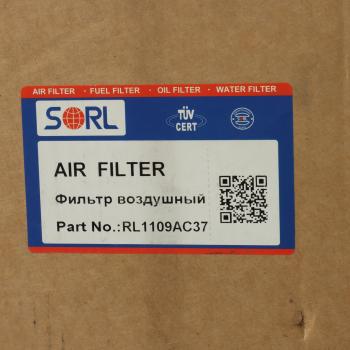 AIR FILTER · FUEL FILTER · OIL FILTER · WATER FILTER
SORL
TÜV
CERT
AIR FILTER
Фильтр воздушный
Part No.:RL1109AC37